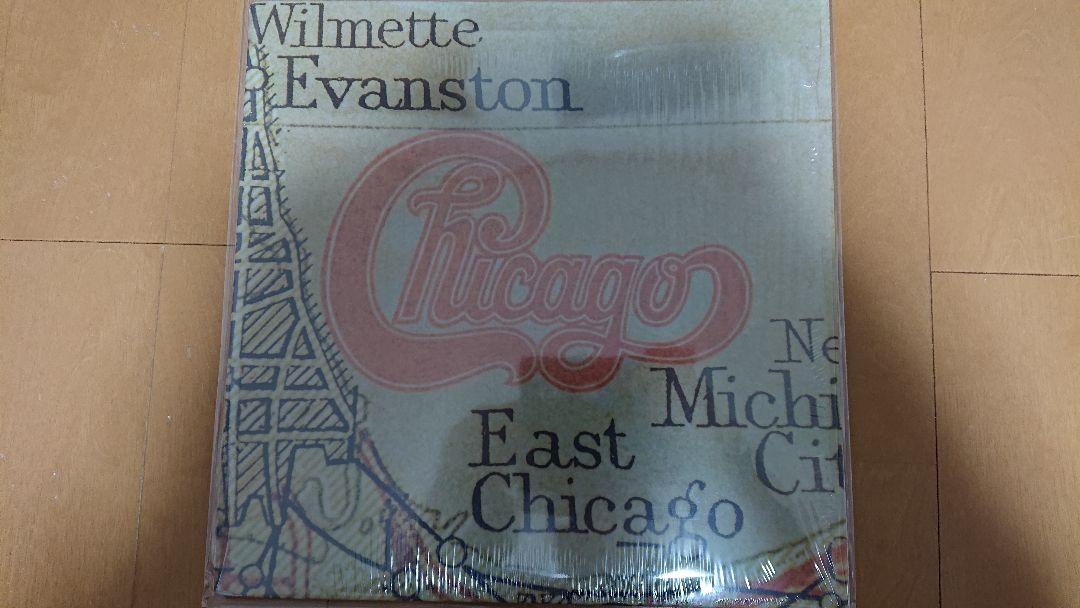 Wilmette
Evanston
Chicago
Ne
Michi
East
Cit
Chicago